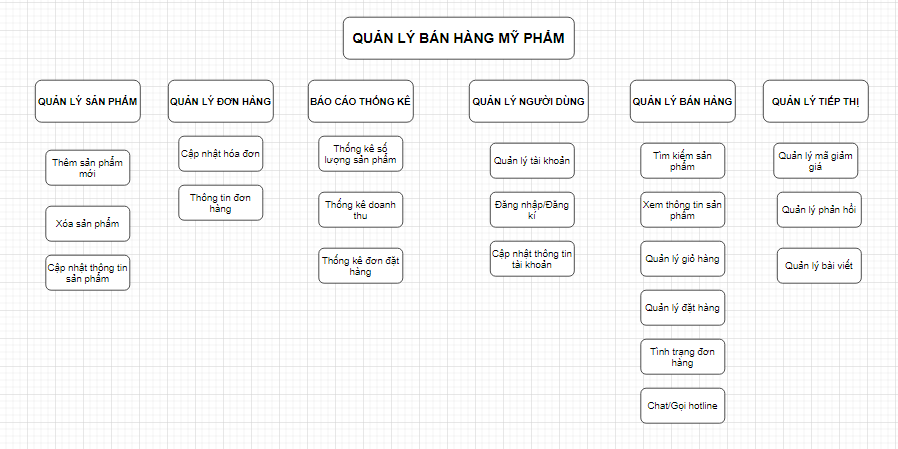 QUẢN LÝ BÁN HÀNG MỸ PHẨM
QUẢN LÝ SẢN PHẨM
QUẢN LÝ ĐƠN HÀNG
BÁO CÁO THỐNG KÊ
QUẢN LÝ NGƯỜI DÙNG
QUẢN LÝ BÁN HÀNG
QUẢN LÝ TIẾP THỊ
Thêm sản phẩm
mới
Xóa sản phẩm
Cập nhật thông tin
sản phẩm
Cập nhật hóa đơn
Thông tin đơn
hàng
Thống kê số
lượng sản phẩm
Thống kê doanh
thu
Thống kê đơn đặt
hàng
Quản lý tài khoản
Đăng nhập/Đăng
kí
Cập nhật thông tin
tài khoản
Tìm kiếm sản
phẩm
Xem thông tin sản
phẩm
Quản lý giỏ hàng
Quản lý đặt hàng
Tình trạng đơn
hàng
Chat/Gọi hotline
Quản lý mã giảm
giá
Quản lý phản hồi
Quản lý bài viết